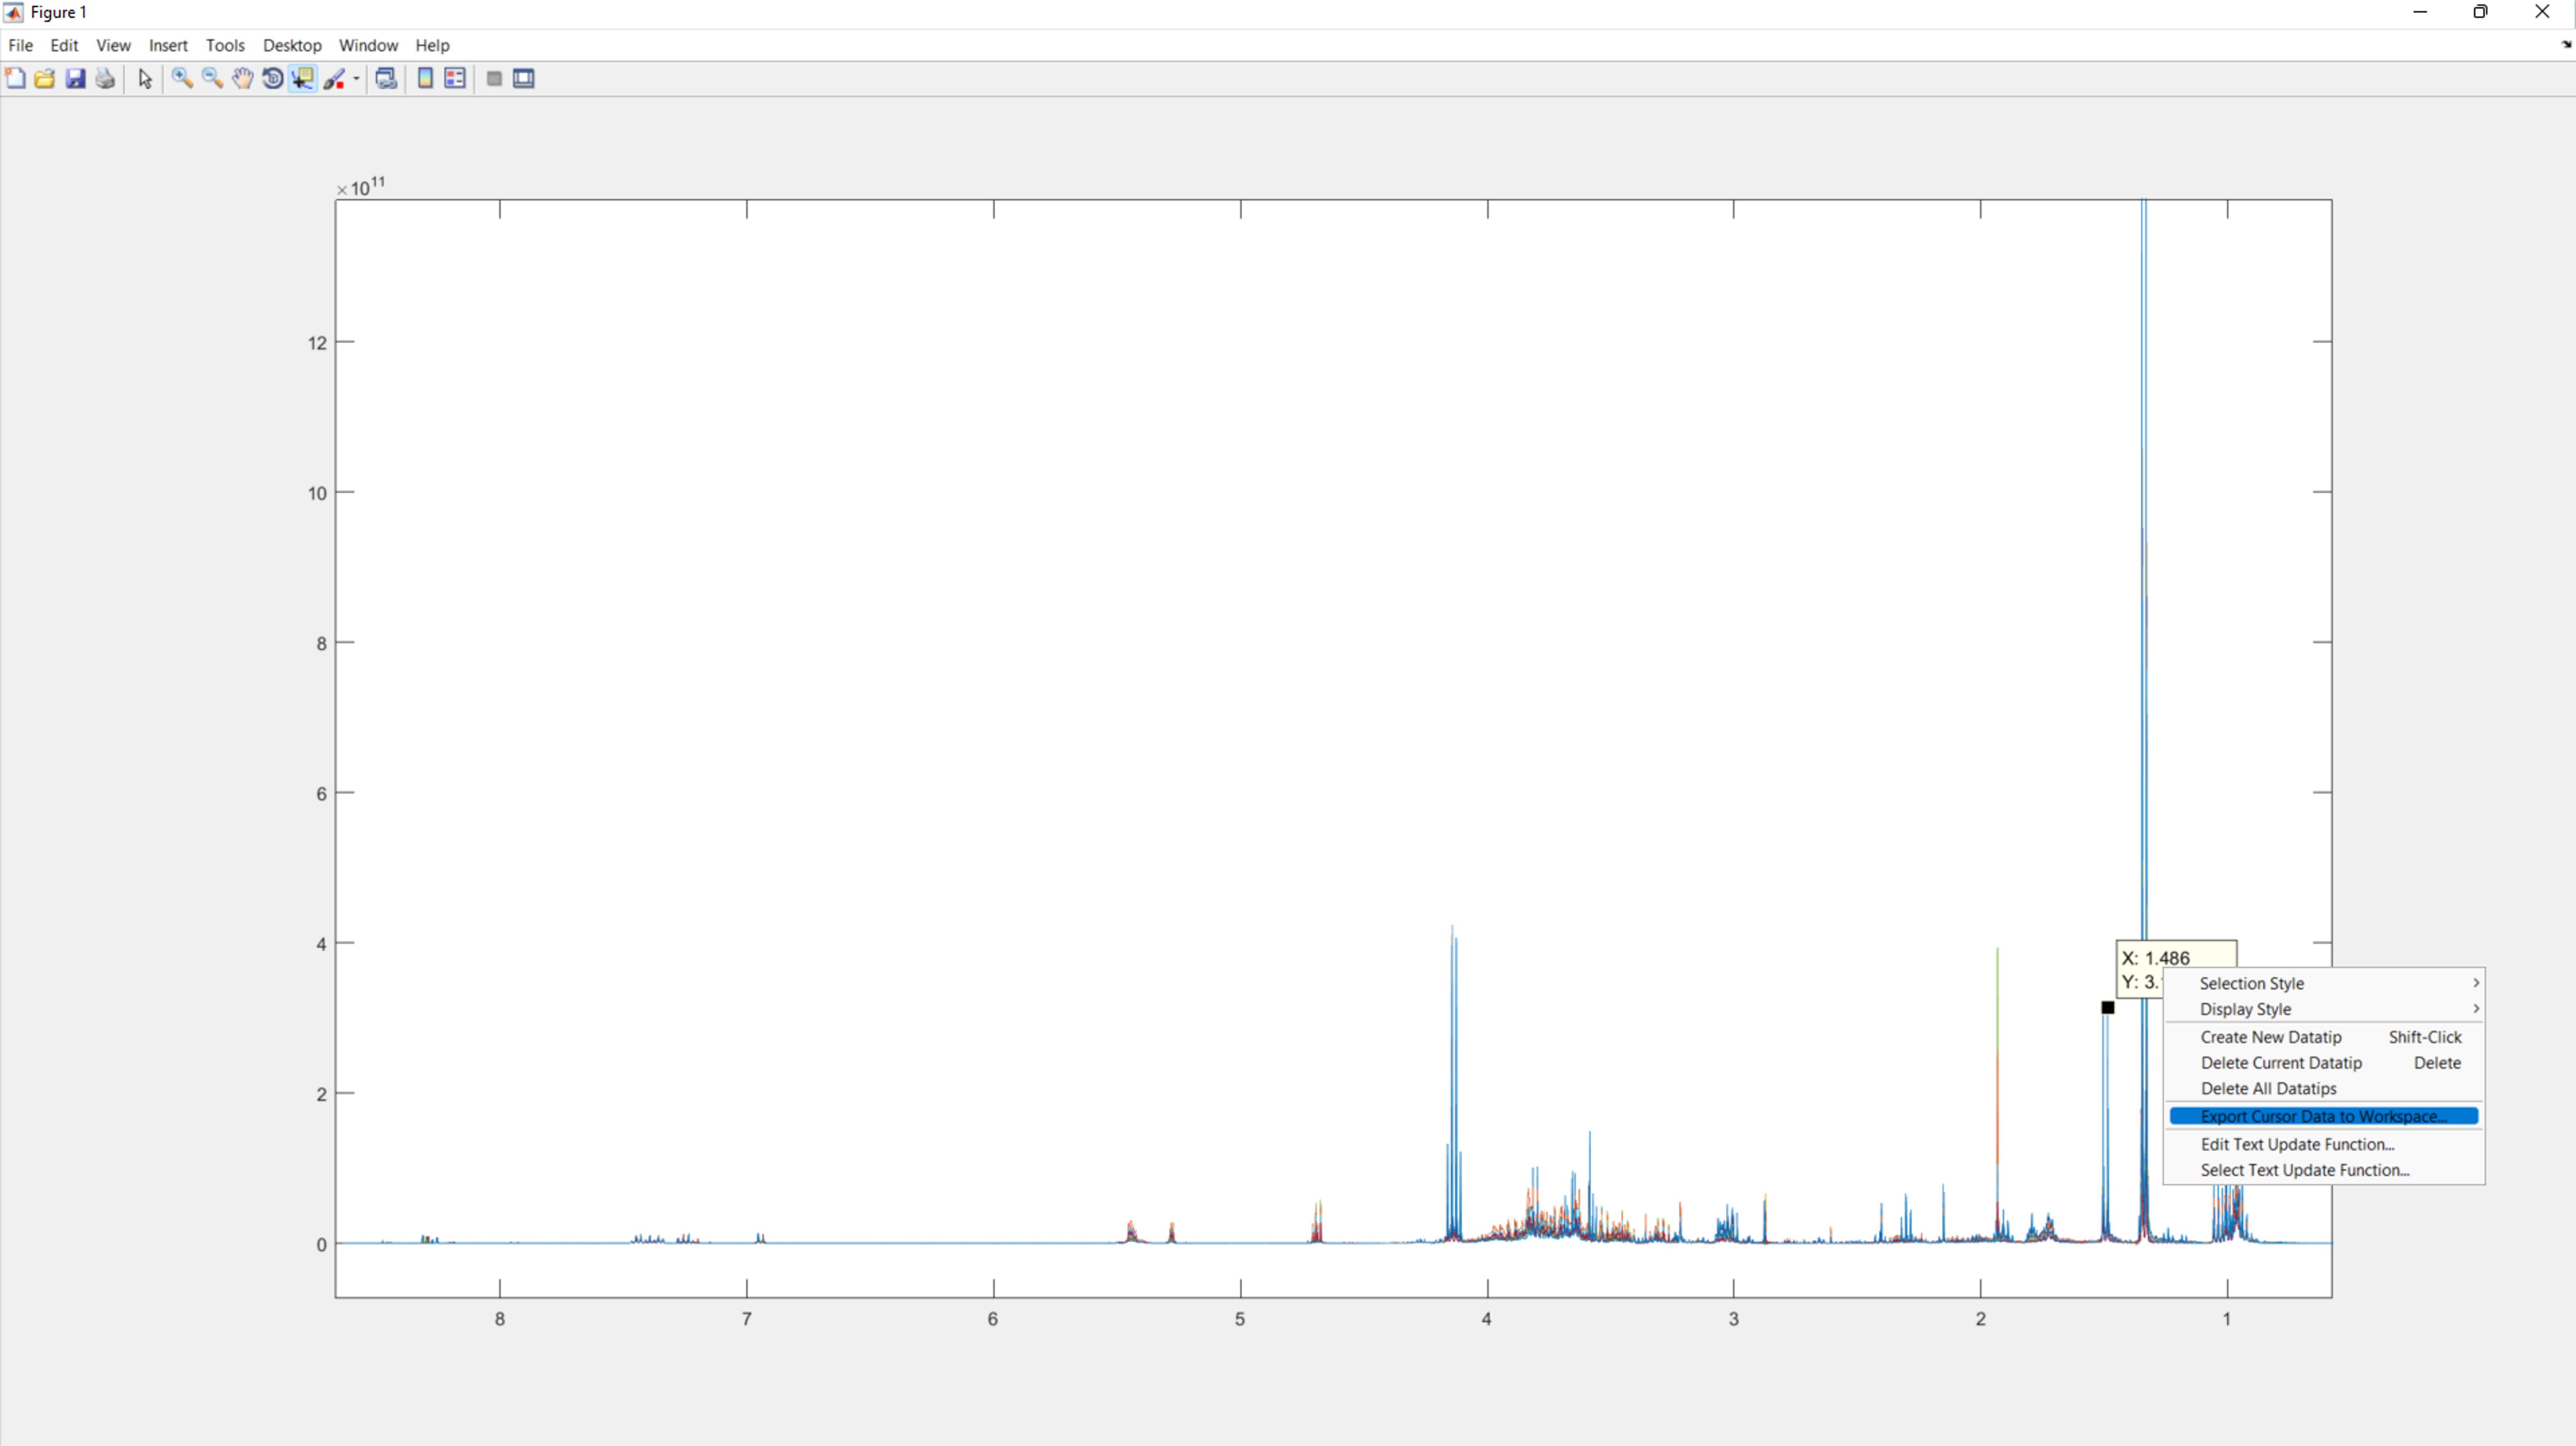 Figure 1
File Edit View Insert Tools Desktop Window Help
×10¹¹
12
10
8
6
4
2
0
8 7 6 5 4 3 2 1
X: 1.486
Y: 3.
Selection Style
Display Style
Create New Datatip Shift-Click
Delete Current Datatip Delete
Delete All Datatips
Export Cursor Data to Workspace...
Edit Text Update Function...
Select Text Update Function...